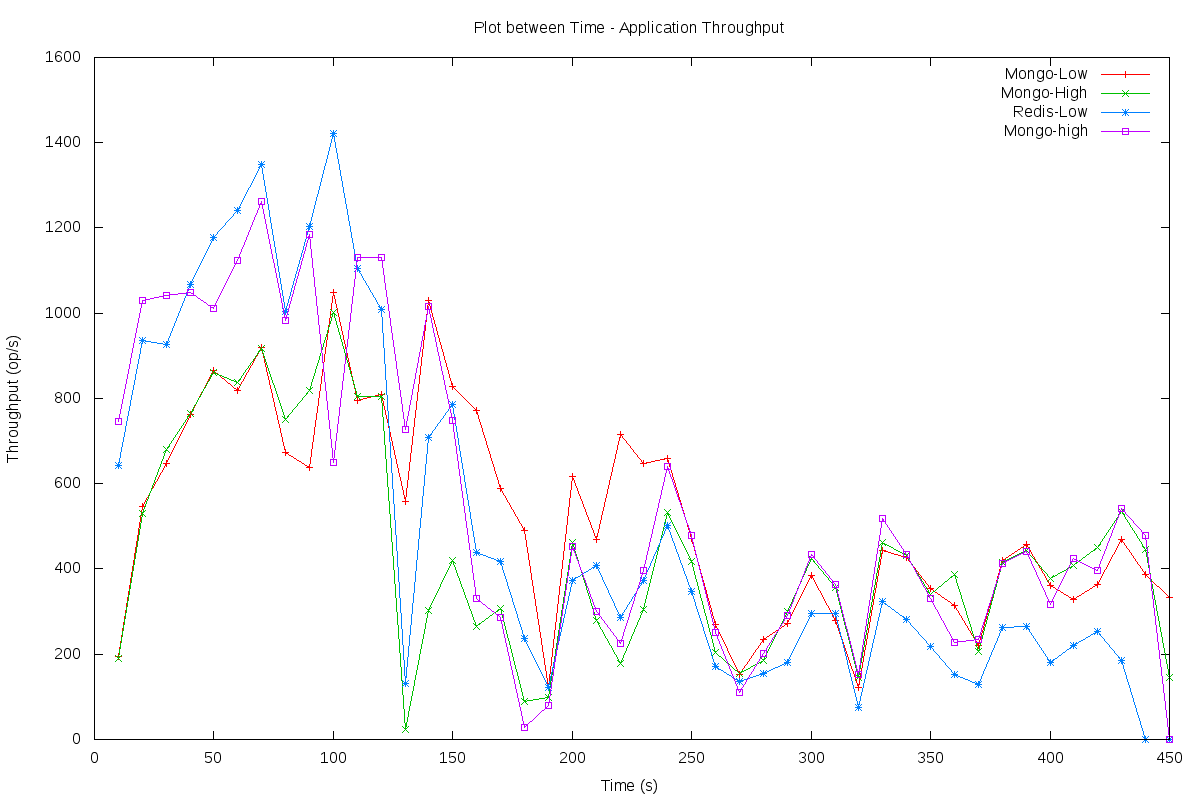 Plot between Time - Application Throughput
Throughput (op/s)
1600
1400
1200
1000
800
600
400
200
0
Mongo-Low
Mongo-High
Redis-Low
Mongo-high
0 50 100 150 200 250 300 350 400 450
Time (s)